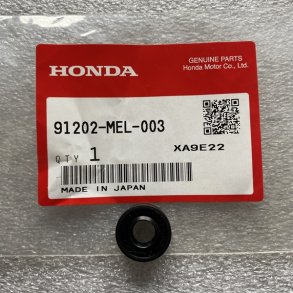 GENUINE PARTS
Honda Motor Co., Ltd.
HONDA
91202-MEL-003
XA9E22
QTY 1
MADE IN JAPAN